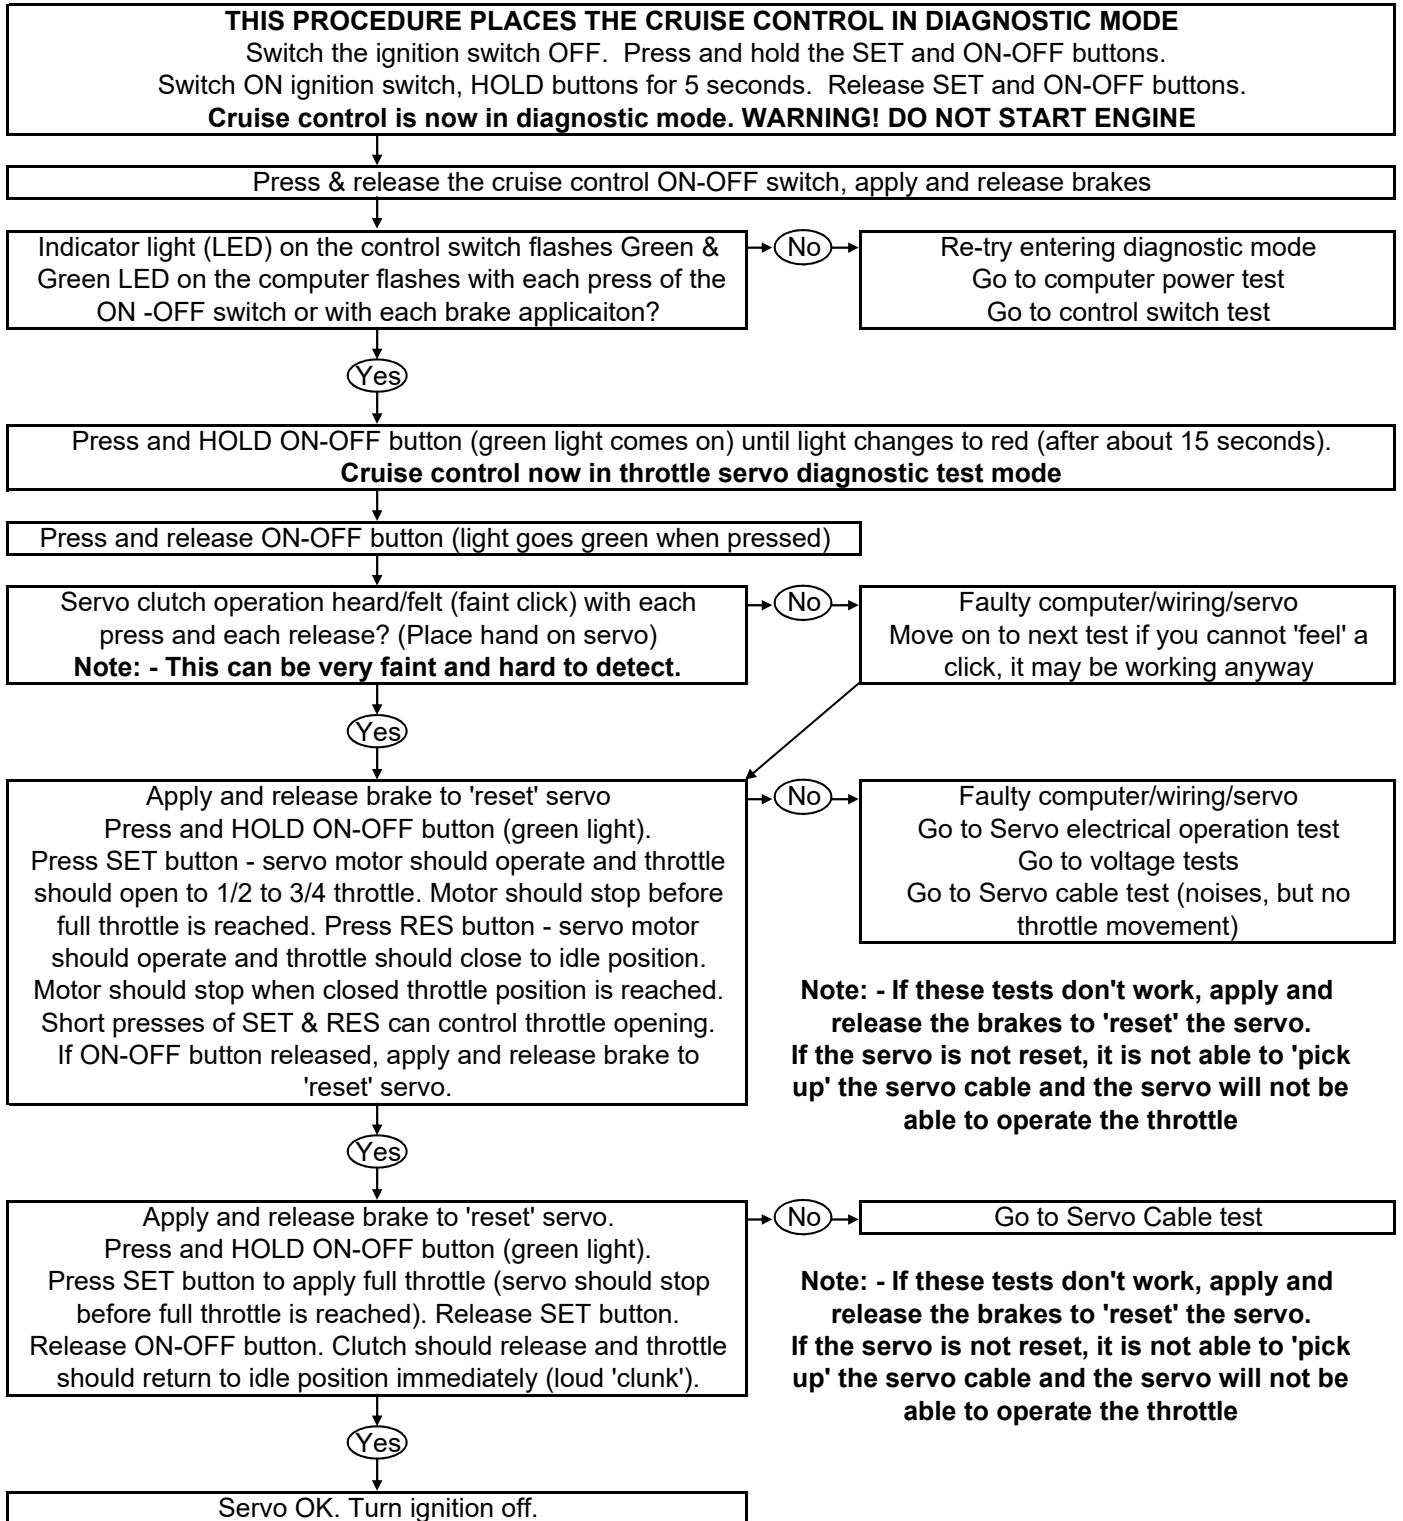 THIS PROCEDURE PLACES THE CRUISE CONTROL IN DIAGNOSTIC MODE
Switch the ignition switch OFF.  Press and hold the SET and ON-OFF buttons.
Switch ON ignition switch, HOLD buttons for 5 seconds.  Release SET and ON-OFF buttons.
Cruise control is now in diagnostic mode. WARNING! DO NOT START ENGINE
Press & release the cruise control ON-OFF switch, apply and release brakes
Indicator light (LED) on the control switch flashes Green &
Green LED on the computer flashes with each press of the
ON -OFF switch or with each brake applicaiton?
No
Re-try entering diagnostic mode
Go to computer power test
Go to control switch test
Yes
Press and HOLD ON-OFF button (green light comes on) until light changes to red (after about 15 seconds).
Cruise control now in throttle servo diagnostic test mode
Press and release ON-OFF button (light goes green when pressed)
Servo clutch operation heard/felt (faint click) with each
press and each release? (Place hand on servo)
Note: - This can be very faint and hard to detect.
No
Faulty computer/wiring/servo
Move on to next test if you cannot 'feel' a
click, it may be working anyway
Yes
Apply and release brake to 'reset' servo
Press and HOLD ON-OFF button (green light).
Press SET button - servo motor should operate and throttle
should open to 1/2 to 3/4 throttle. Motor should stop before
full throttle is reached. Press RES button - servo motor
should operate and throttle should close to idle position.
Motor should stop when closed throttle position is reached.
Short presses of SET & RES can control throttle opening.
If ON-OFF button released, apply and release brake to
'reset' servo.
No
Faulty computer/wiring/servo
Go to Servo electrical operation test
Go to voltage tests
Go to Servo cable test (noises, but no
throttle movement)
Note: - If these tests don't work, apply and
release the brakes to 'reset' the servo.
If the servo is not reset, it is not able to 'pick
up' the servo cable and the servo will not be
able to operate the throttle
Yes
Apply and release brake to 'reset' servo.
Press and HOLD ON-OFF button (green light).
Press SET button to apply full throttle (servo should stop
before full throttle is reached). Release SET button.
Release ON-OFF button. Clutch should release and throttle
should return to idle position immediately (loud 'clunk').
No
Go to Servo Cable test
Note: - If these tests don't work, apply and
release the brakes to 'reset' the servo.
If the servo is not reset, it is not able to 'pick
up' the servo cable and the servo will not be
able to operate the throttle
Yes
Servo OK. Turn ignition off.